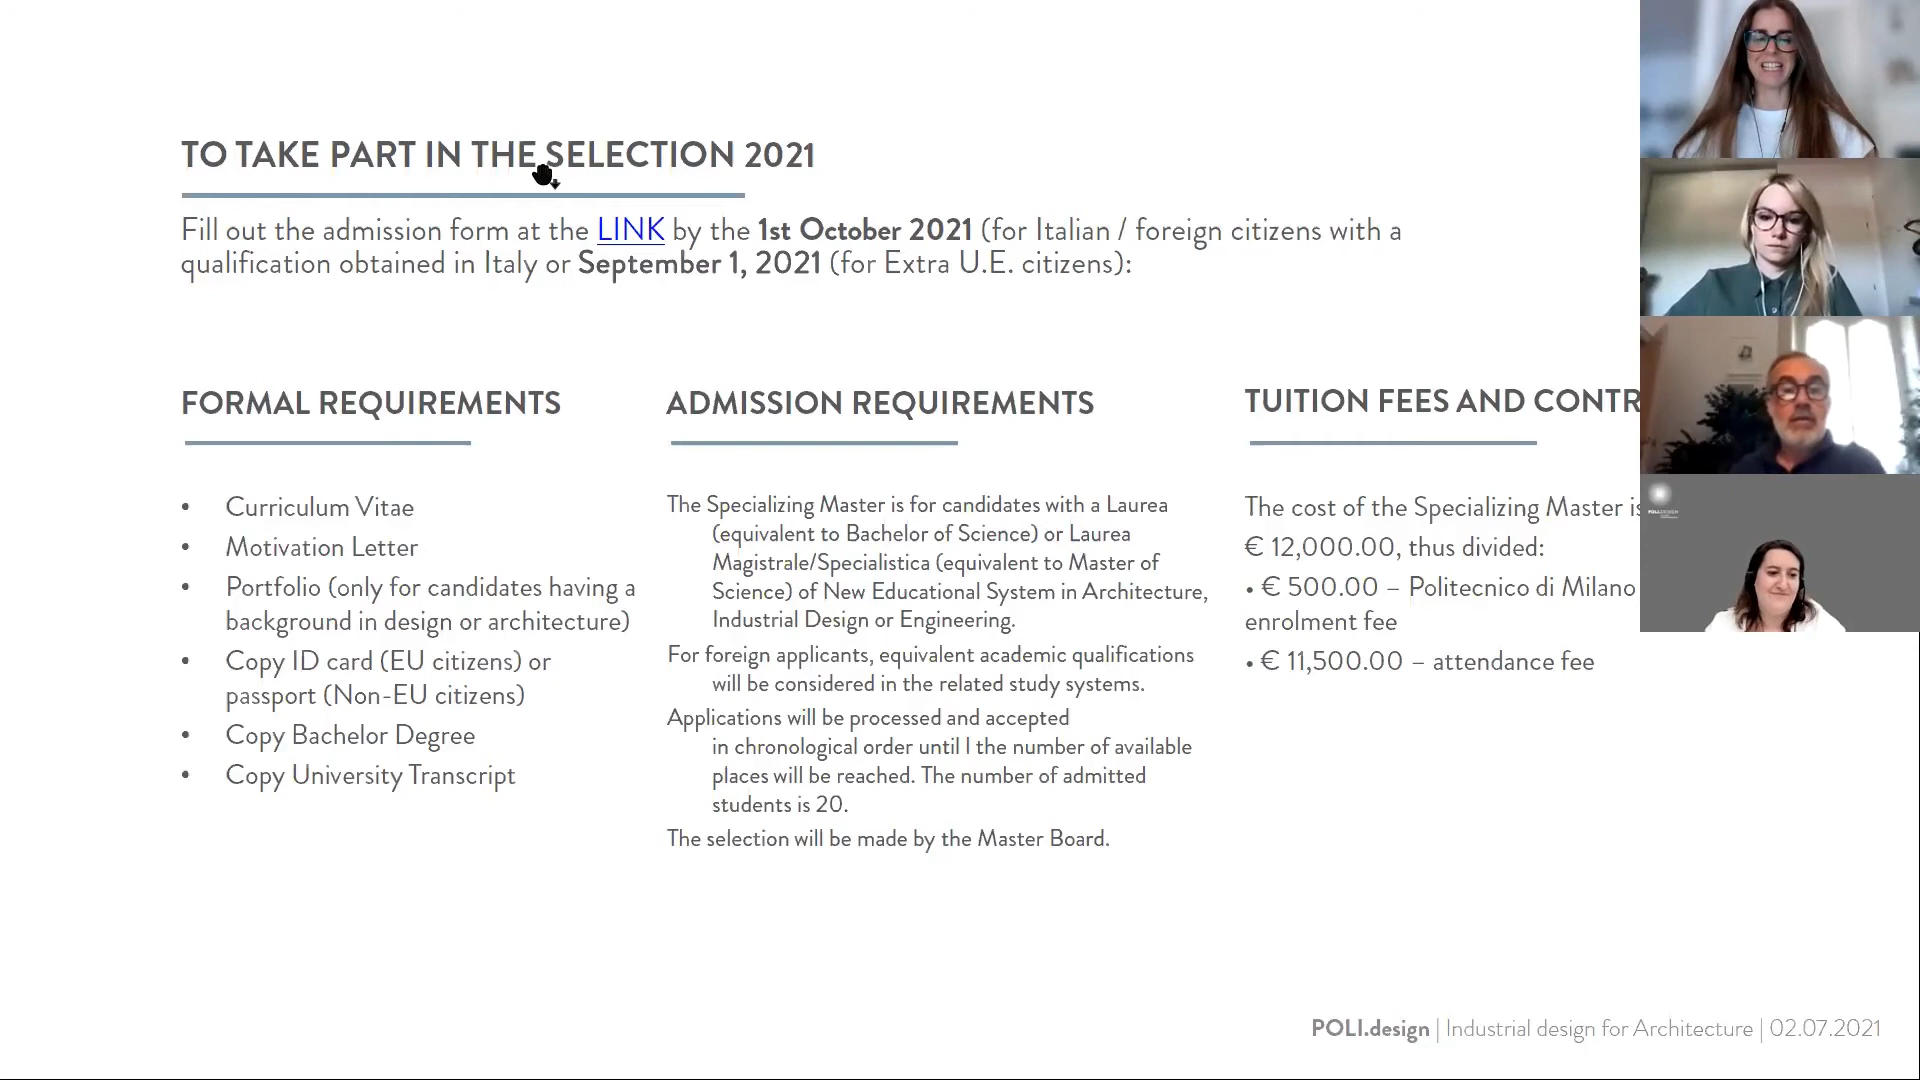 TO TAKE PART IN THE SELECTION 2021
Fill out the admission form at the LINK by the 1st October 2021 (for Italian / foreign citizens with a
qualification obtained in Italy or September 1, 2021 (for Extra U.E. citizens):
FORMAL REQUIREMENTS
• Curriculum Vitae
• Motivation Letter
• Portfolio (only for candidates having a
background in design or architecture)
• Copy ID card (EU citizens) or
passport (Non-EU citizens)
• Copy Bachelor Degree
• Copy University Transcript
ADMISSION REQUIREMENTS
The Specializing Master is for candidates with a Laurea
(equivalent to Bachelor of Science) or Laurea
Magistrale/Specialistica (equivalent to Master of
Science) of New Educational System in Architecture,
Industrial Design or Engineering.
For foreign applicants, equivalent academic qualifications
will be considered in the related study systems.
Applications will be processed and accepted
in chronological order until l the number of available
places will be reached. The number of admitted
students is 20.
The selection will be made by the Master Board.
TUITION FEES AND CONTR
The cost of the Specializing Master is
€ 12,000.00, thus divided:
• € 500.00 – Politecnico di Milano
enrolment fee
• € 11,500.00 – attendance fee
POLI.design
POLI.design | Industrial design for Architecture | 02.07.2021